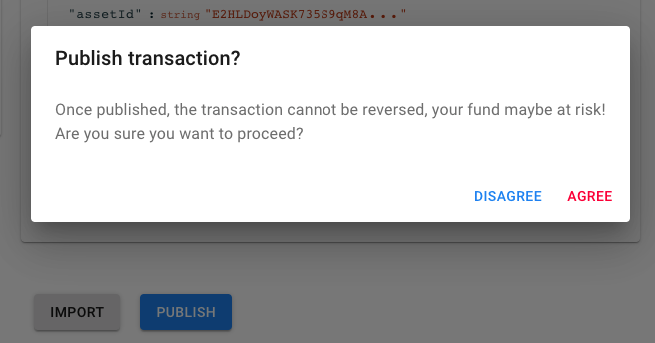 "assetId" : string "E2HLDoyWASK735S9qM8A..."
Publish transaction?
Once published, the transaction cannot be reversed, your fund maybe at risk!
Are you sure you want to proceed?
DISAGREE AGREE
IMPORT PUBLISH